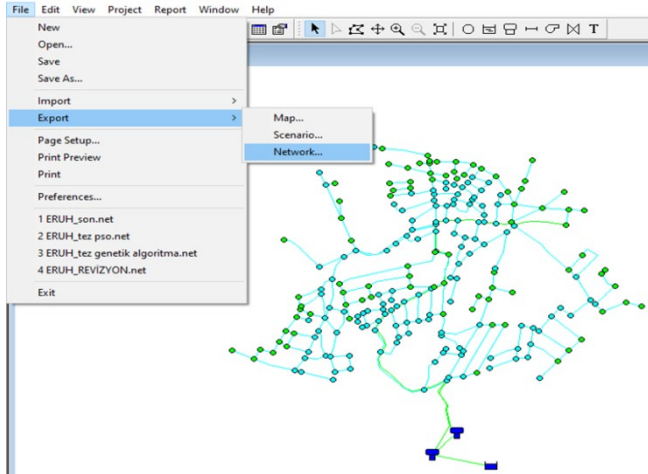 File Edit View Project Report Window Help
New
Open...
Save
Save As...
Import >
Export >
Map...
Scenario...
Network...
Page Setup...
Print Preview
Print
Preferences...
1 ERUH_son.net
2 ERUH_tez pso.net
3 ERUH_tez genetik algoritma.net
4 ERUH_REVİZYON.net
Exit
T